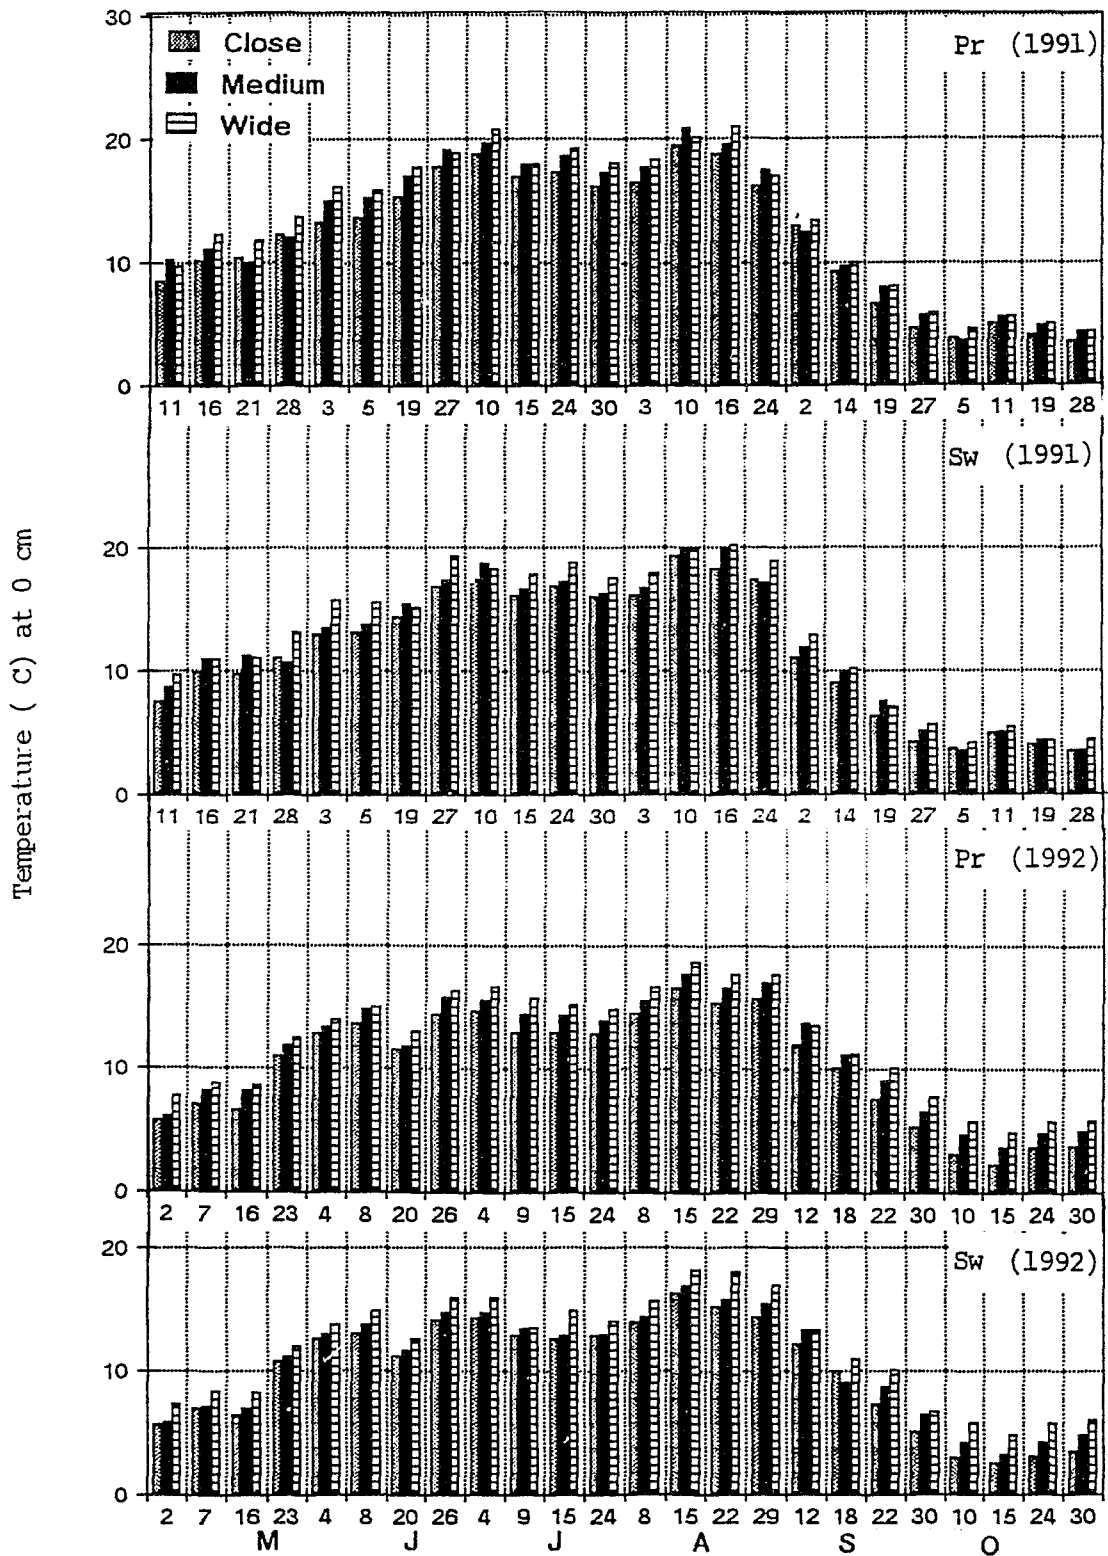 30
Close
Pr (1991)
Medium
Wide
20
10
0
11 16 21 28 3 5 19 27 10 15 24 30 3 10 16 24 2 14 19 27 5 11 19 28
Sw (1991)
20
10
0
11 16 21 28 3 5 19 27 10 15 24 30 3 10 16 24 2 14 19 27 5 11 19 28
Pr (1992)
20
10
0
2 7 16 23 4 8 20 26 4 9 15 24 8 15 22 29 12 18 22 30 10 15 24 30
20
Sw (1992)
10
0
2 7 16 23 4 8 20 26 4 9 15 24 8 15 22 29 12 18 22 30 10 15 24 30
M J J A S O
Temperature ( C) at 0 cm